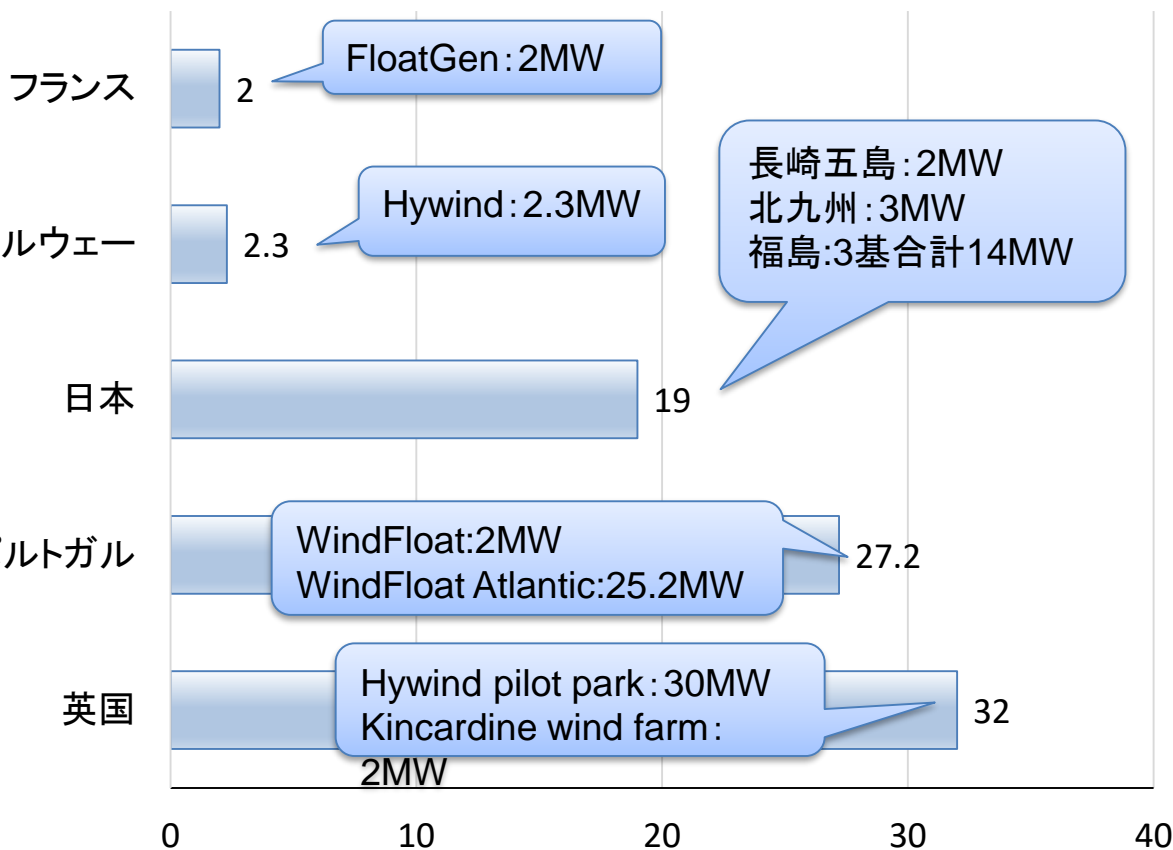 フランス
2
FloatGen：2MW
ルウェー
2.3
Hywind：2.3MW
長崎五島：2MW
北九州：3MW
福島:3基合計14MW
日本
19
ルトガル
WindFloat:2MW
WindFloat Atlantic:25.2MW
27.2
英国
Hywind pilot park：30MW
Kincardine wind farm：
2MW
32
0 10 20 30 40